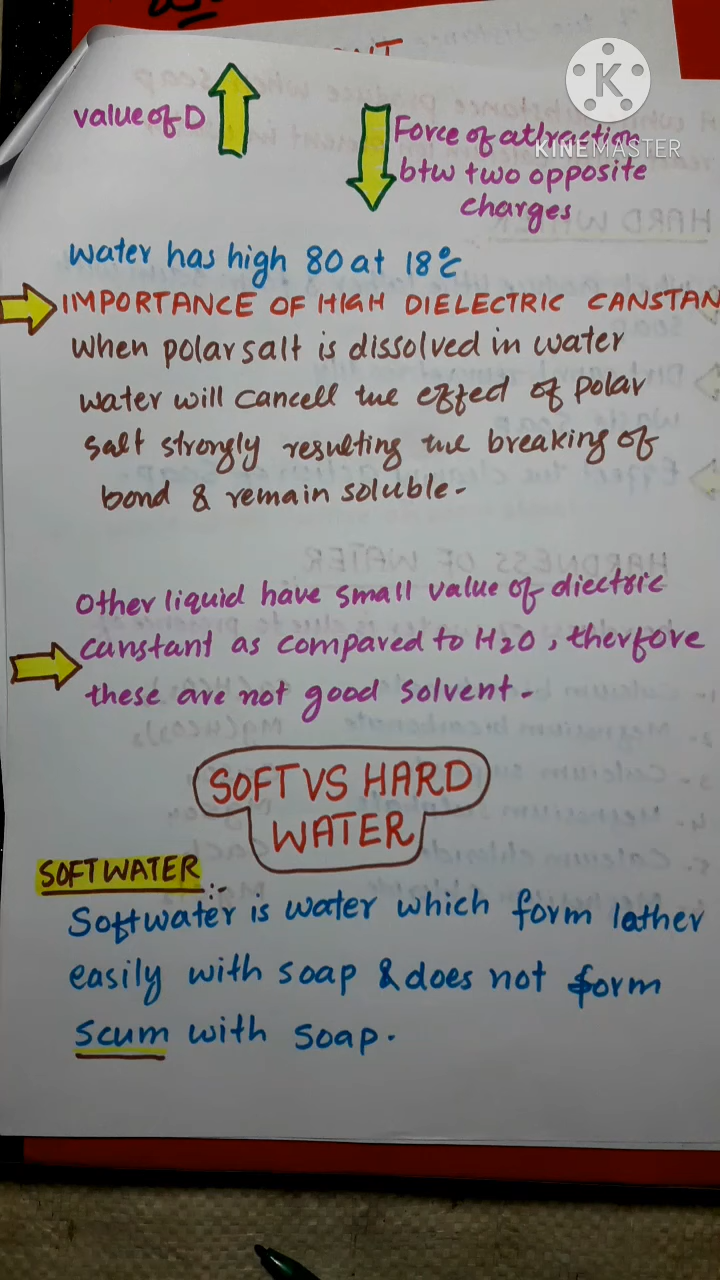 value of D
Force of attraction
btw two opposite
charges
KINEMASTER
water has high 80 at 18°c
IMPORTANCE OF HIGH DIELECTRIC CANSTAN
when polar salt is dissolved in water
water will cancell the effect of polar
salt strongly resulting the breaking of
bond & remain soluble -
Other liquid have small value of diectric
canstant as compared to H2O, therfore
these are not good solvent -
SOFT VS HARD
WATER
SOFTWATER :-
Softwater is water which form lather
easily with soap & does not form
scum with soap.